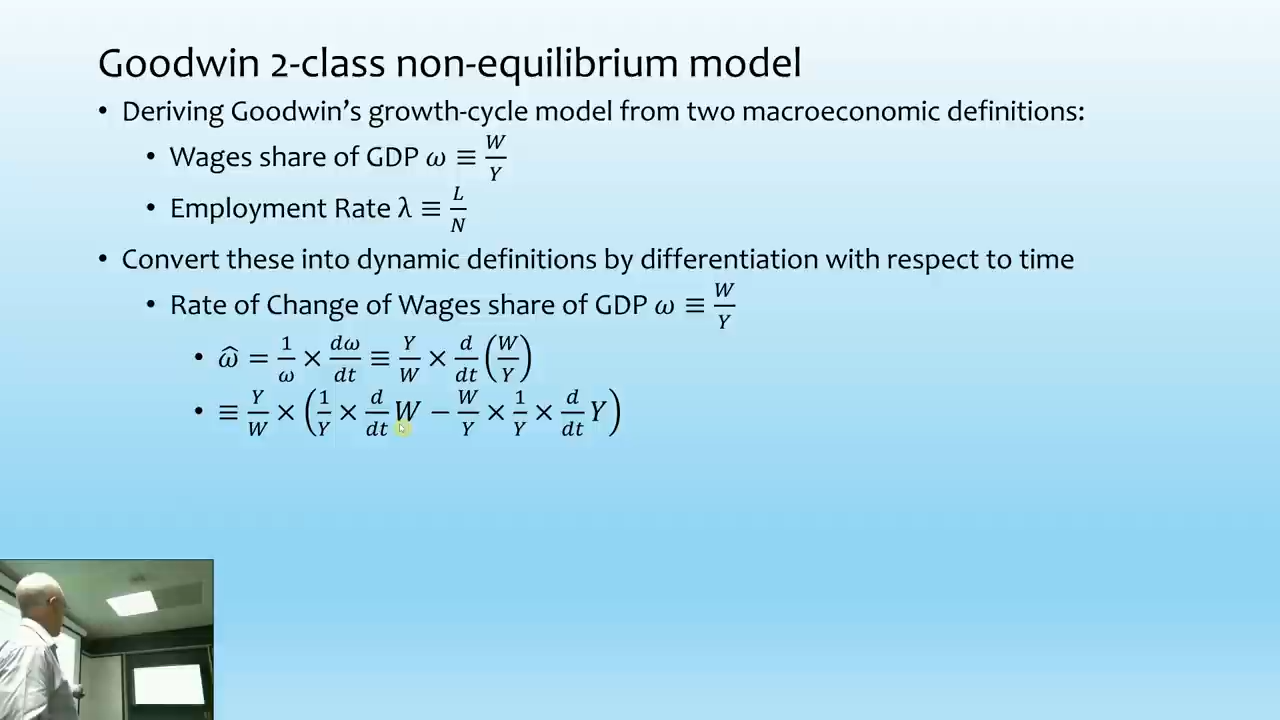 Goodwin 2-class non-equilibrium model
• Deriving Goodwin’s growth-cycle model from two macroeconomic definitions:
• Wages share of GDP ω ≡ W/Y
• Employment Rate λ ≡ L/N
• Convert these into dynamic definitions by differentiation with respect to time
• Rate of Change of Wages share of GDP ω ≡ W/Y
• ω̂ = 1/ω × dω/dt ≡ Y/W × d/dt (W/Y)
• ≡ Y/W × (1/Y × d/dt W − W/Y × 1/Y × d/dt Y)